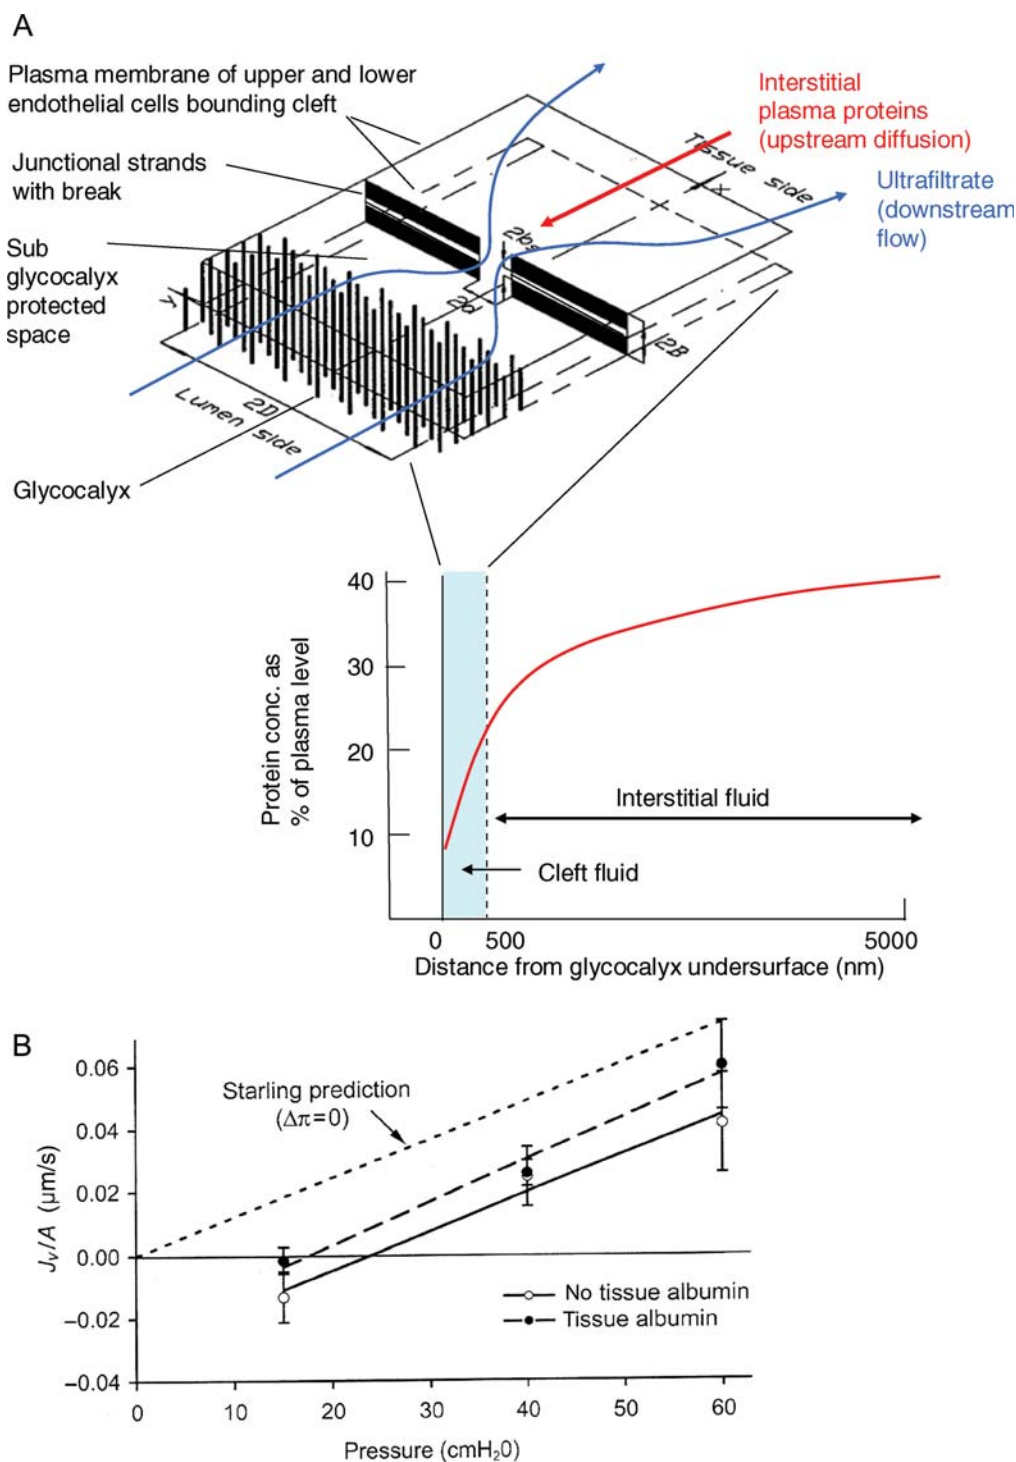 A
Plasma membrane of upper and lower
endothelial cells bounding cleft
Junctional strands
with break
Sub
glycocalyx
protected
space
Glycocalyx
Interstitial
plasma proteins
(upstream diffusion)
Tissue side
x
Ultrafiltrate
(downstream
flow)
2bs
2d
2B
y
2D
Lumen side
40
30
20
10
Protein conc. as
% of plasma level
Interstitial fluid
Cleft fluid
0
500
5000
Distance from glycocalyx undersurface (nm)
B
0.06
0.04
0.02
0.00
−0.02
−0.04
Jv/A (μm/s)
Starling prediction
(Δπ=0)
No tissue albumin
Tissue albumin
0 10 20 30 40 50 60
Pressure (cmH₂0)